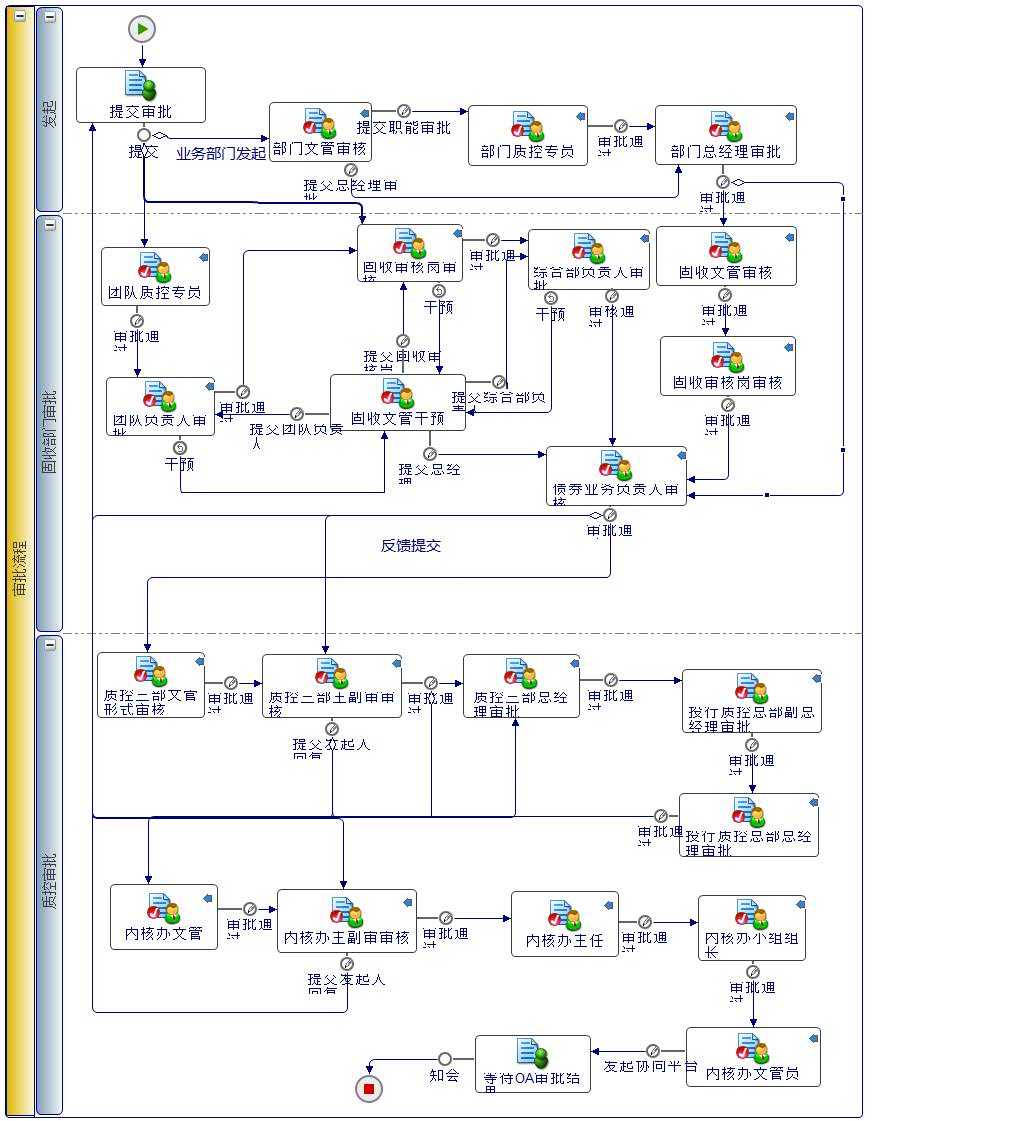 审批流程
发起
提交审批
提交
业务部门发起
部门文管审核
提交职能审批
部门质控专员
审批通过
部门总经理审批
提交总经理审
批
审批通过
固收部门审批
团队质控专员
审批通过
固收审核岗审
核
审批通过
综合部负责人审
批
固收文管审核
干预
干预
审核通
审批通过
提交固收审
核岗
固收审核岗审核
团队负责人审
批
审批通过
固收文管干预
提交综合部负
责
审批通过
提交团队负责
人
干预
提交总经
理
债券业务负责人审
核
审批通
反馈提交
质控审批
质控二部文管
形式审核
审批通过
质控二部主副审审
核
审批通过
质控二部总经
理审批
审批通过
投行质控总部副总
经理审批
提交发起人
回复
审批通过
审批通过
投行质控总部总经
理审批
内核办文管
审批通过
内核办主副审审核
审批通过
内核办主任
审批通过
内核办小组组
长
提交发起人
回复
审批通过
知会
等待OA审批结
果
发起协同平台
内核办文管员